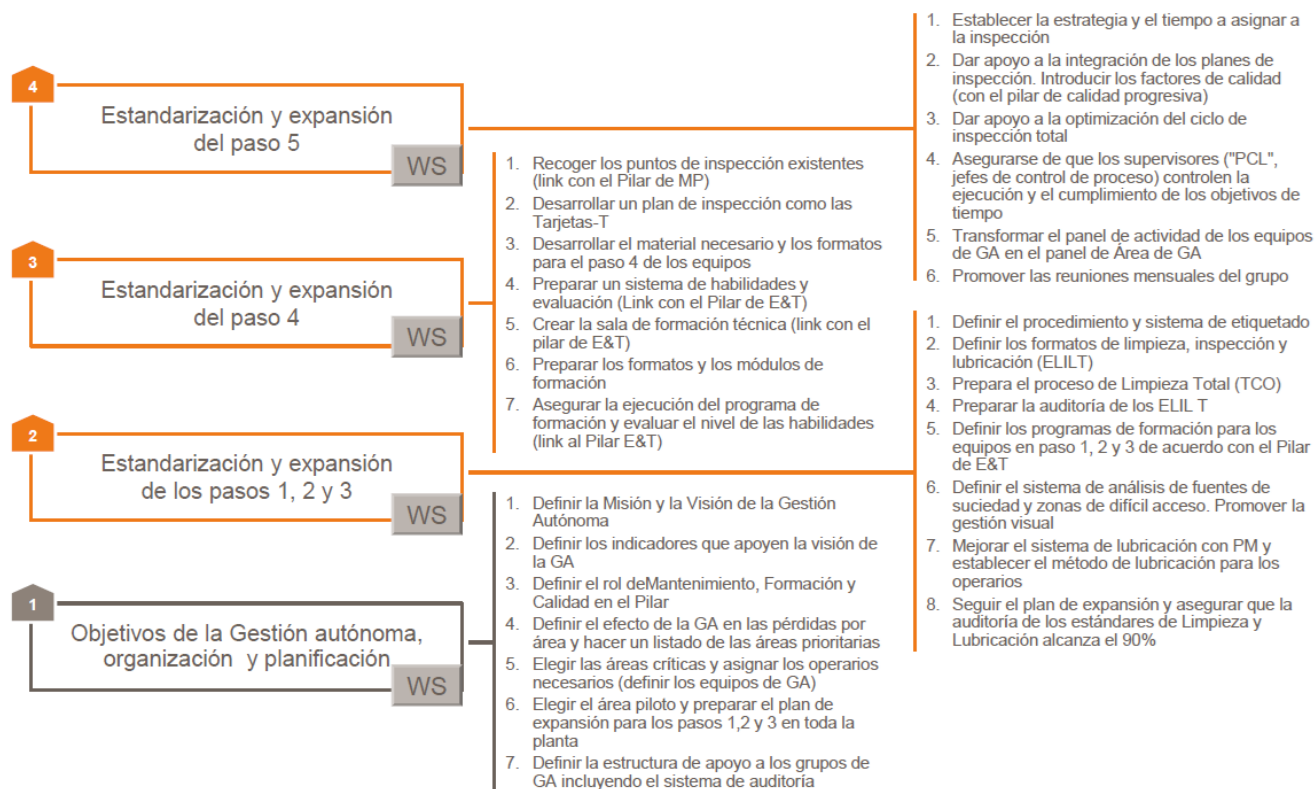 4
Estandarización y expansión
del paso 5
WS
1. Establecer la estrategia y el tiempo a asignar a
la inspección
2. Dar apoyo a la integración de los planes de
inspección. Introducir los factores de calidad
(con el pilar de calidad progresiva)
3. Dar apoyo a la optimización del ciclo de
inspección total
4. Asegurarse de que los supervisores ("PCL",
jefes de control de proceso) controlen la
ejecución y el cumplimiento de los objetivos de
tiempo
5. Transformar el panel de actividad de los equipos
de GA en el panel de Área de GA
6. Promover las reuniones mensuales del grupo
3
Estandarización y expansión
del paso 4
WS
1. Recoger los puntos de inspección existentes
(link con el Pilar de MP)
2. Desarrollar un plan de inspección como las
Tarjetas-T
3. Desarrollar el material necesario y los formatos
para el paso 4 de los equipos
4. Preparar un sistema de habilidades y
evaluación (Link con el Pilar de E&T)
5. Crear la sala de formación técnica (link con el
pilar de E&T)
6. Preparar los formatos y los módulos de
formación
7. Asegurar la ejecución del programa de
formación y evaluar el nivel de las habilidades
(link al Pilar E&T)
2
Estandarización y expansión
de los pasos 1, 2 y 3
WS
1. Definir el procedimiento y sistema de etiquetado
2. Definir los formatos de limpieza, inspección y
lubricación (ELILT)
3. Prepara el proceso de Limpieza Total (TCO)
4. Preparar la auditoría de los ELIL T
5. Definir los programas de formación para los
equipos en paso 1, 2 y 3 de acuerdo con el Pilar
de E&T
6. Definir el sistema de análisis de fuentes de
suciedad y zonas de difícil acceso. Promover la
gestión visual
7. Mejorar el sistema de lubricación con PM y
establecer el método de lubricación para los
operarios
8. Seguir el plan de expansión y asegurar que la
auditoría de los estándares de Limpieza y
Lubricación alcanza el 90%
1
Objetivos de la Gestión autónoma,
organización y planificación
WS
1. Definir la Misión y la Visión de la Gestión
Autónoma
2. Definir los indicadores que apoyen la visión de
la GA
3. Definir el rol deMantenimiento, Formación y
Calidad en el Pilar
4. Definir el efecto de la GA en las pérdidas por
área y hacer un listado de las áreas prioritarias
5. Elegir las áreas críticas y asignar los operarios
necesarios (definir los equipos de GA)
6. Elegir el área piloto y preparar el plan de
expansión para los pasos 1,2 y 3 en toda la
planta
7. Definir la estructura de apoyo a los grupos de
GA incluyendo el sistema de auditoría